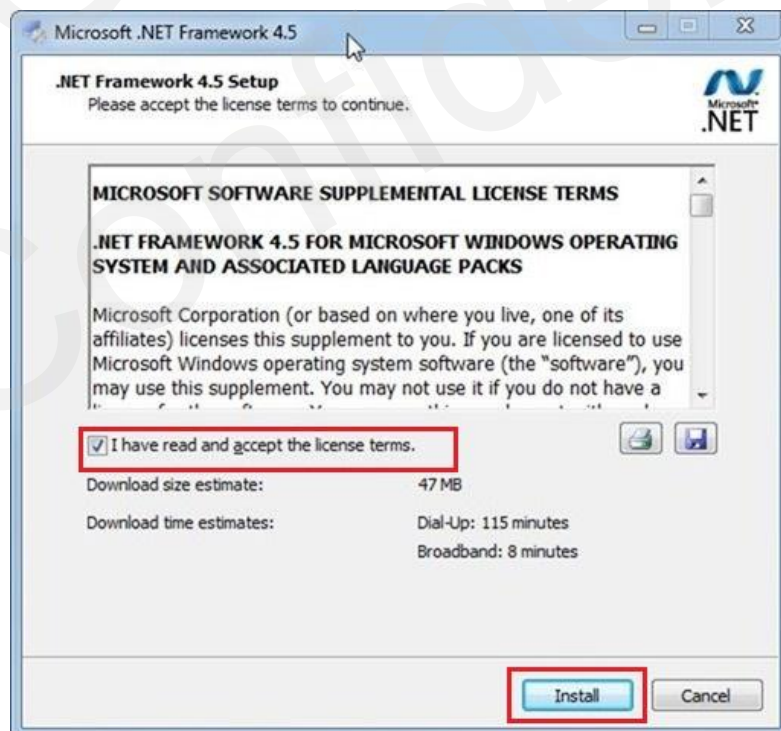 Microsoft .NET Framework 4.5
.NET Framework 4.5 Setup
Please accept the license terms to continue.
Microsoft®
.NET
MICROSOFT SOFTWARE SUPPLEMENTAL LICENSE TERMS
.NET FRAMEWORK 4.5 FOR MICROSOFT WINDOWS OPERATING
SYSTEM AND ASSOCIATED LANGUAGE PACKS
Microsoft Corporation (or based on where you live, one of its
affiliates) licenses this supplement to you. If you are licensed to use
Microsoft Windows operating system software (the “software”), you
may use this supplement. You may not use it if you do not have a
I have read and accept the license terms.
Download size estimate: 47 MB
Download time estimates: Dial-Up: 115 minutes
Broadband: 8 minutes
Install Cancel